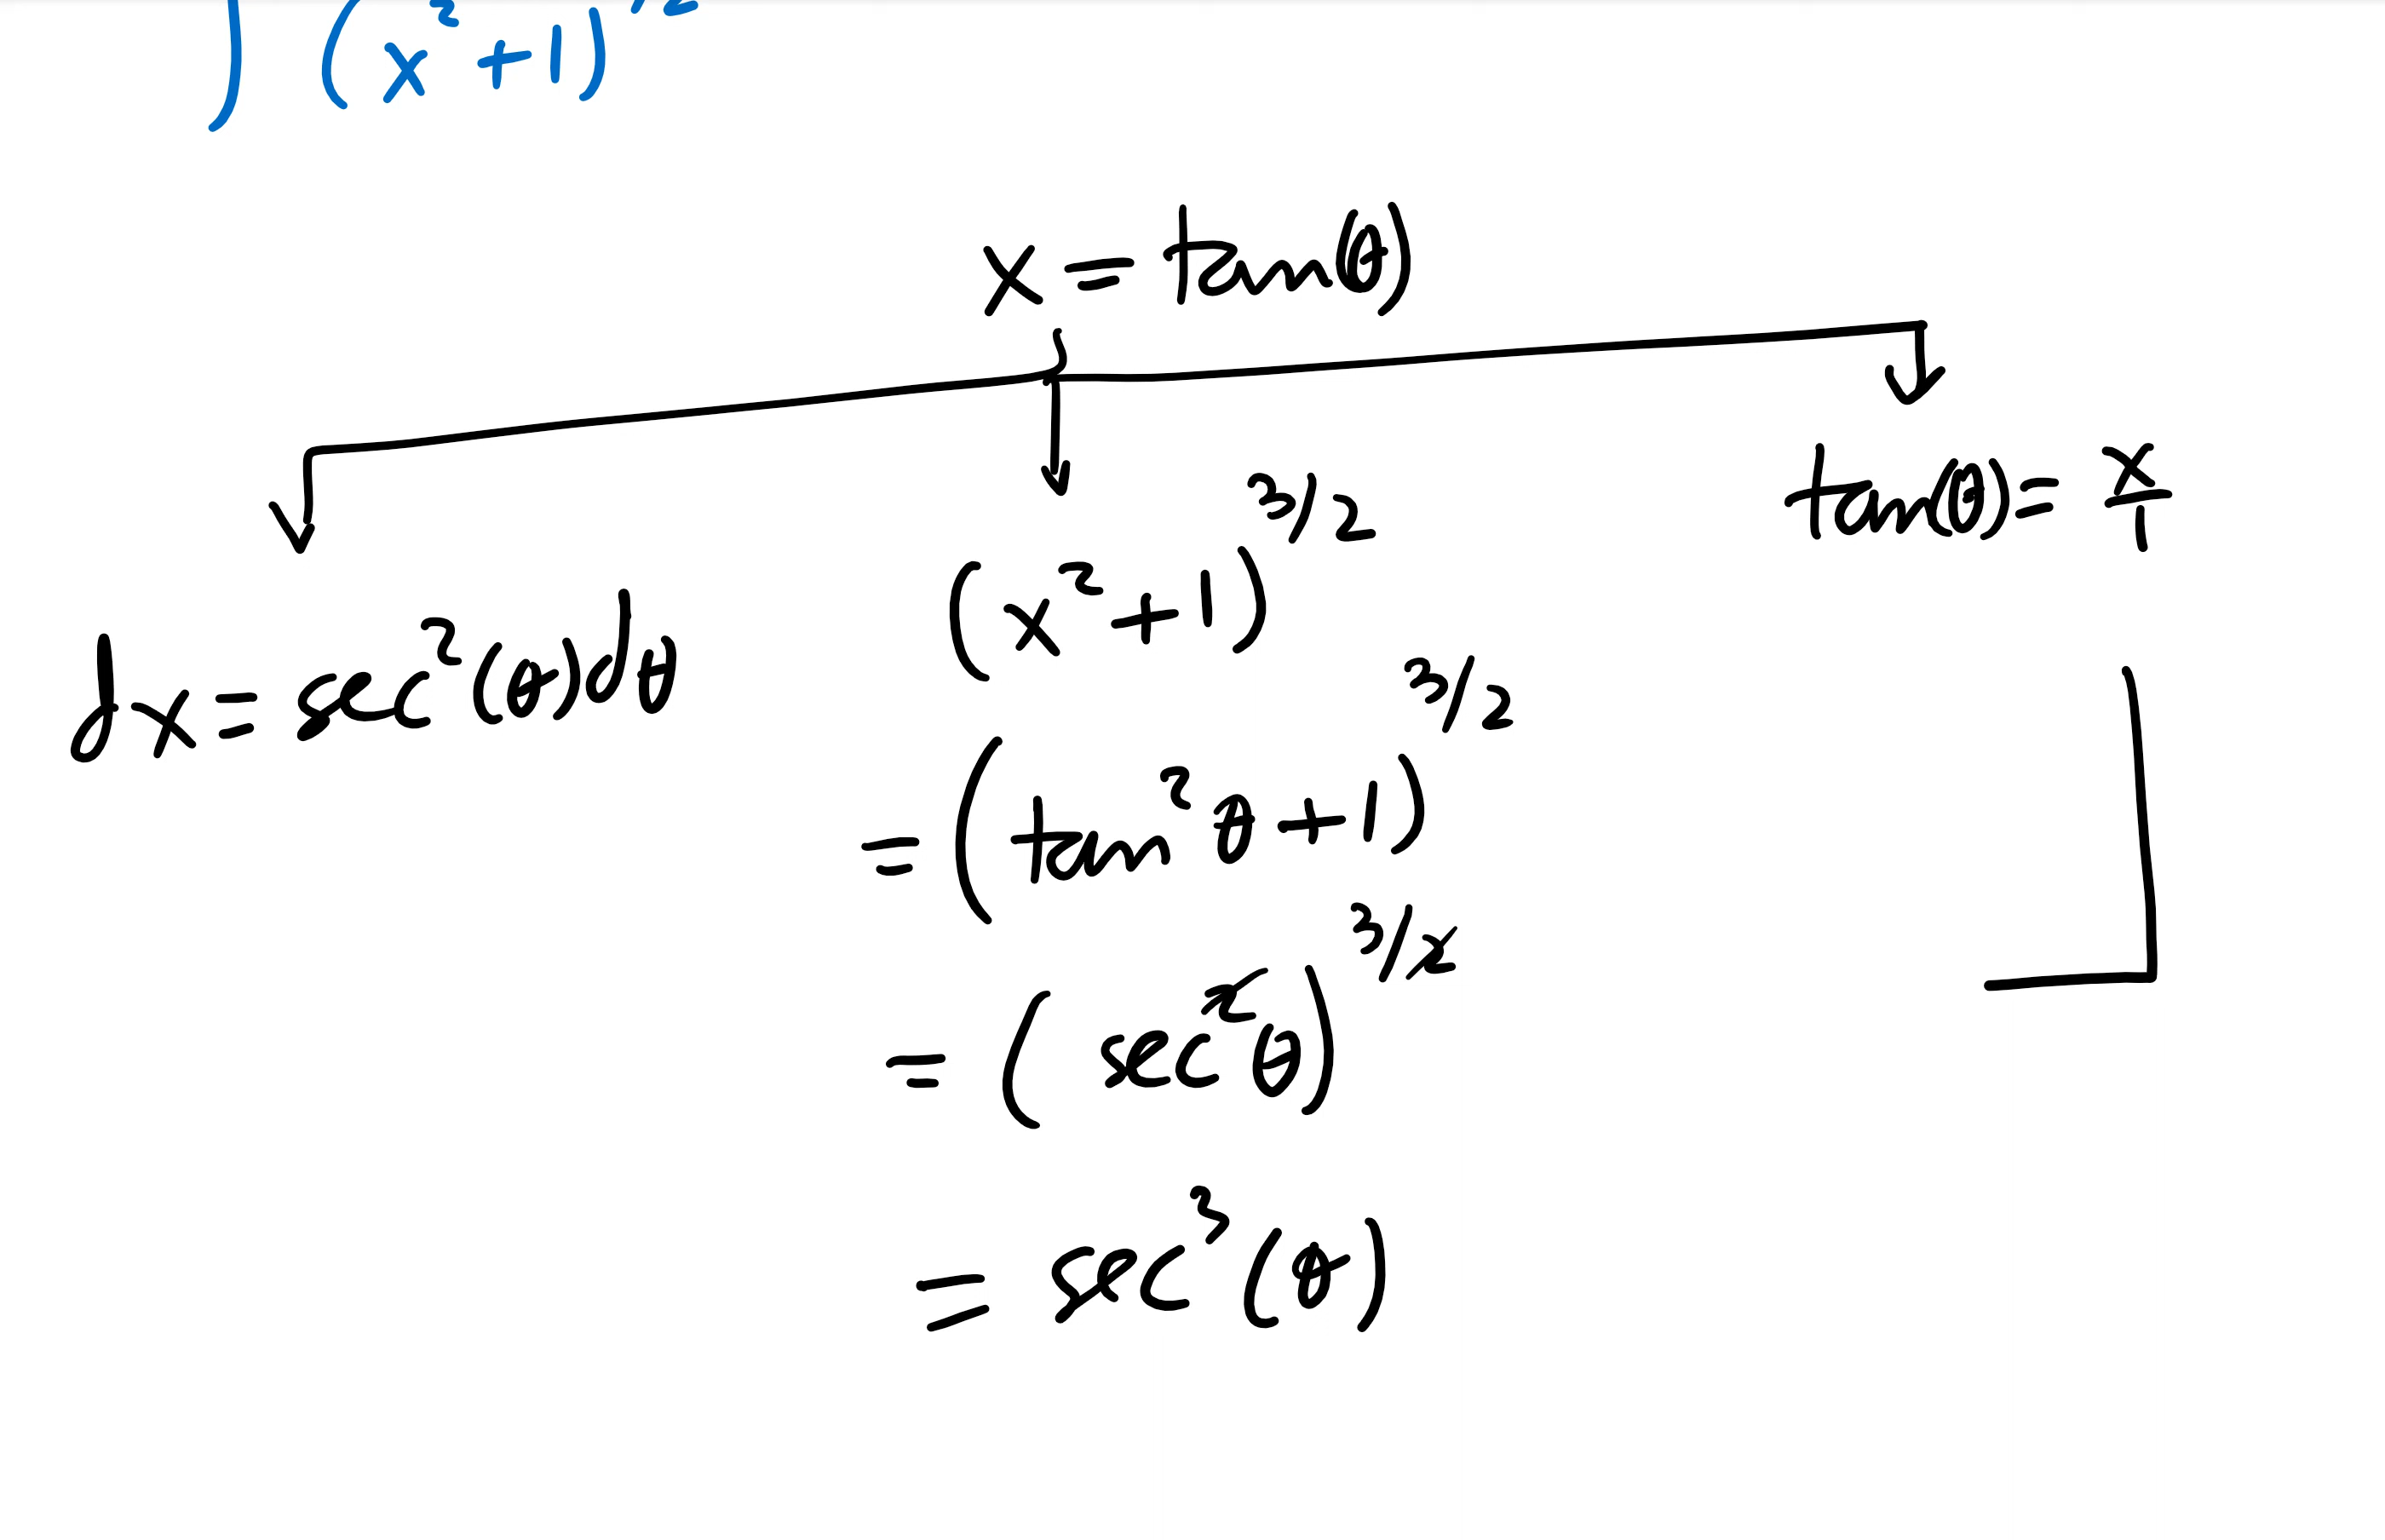 ∫ (x²+1)^3/2
x = tan(θ)
tan(θ) = x/1
dx = sec²(θ)dθ
(x²+1)^3/2
= (tan²θ+1)^3/2
= (sec²θ)^3/2
= sec³(θ)